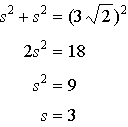 s² + s² = (3√2)²
2s² = 18
s² = 9
s = 3